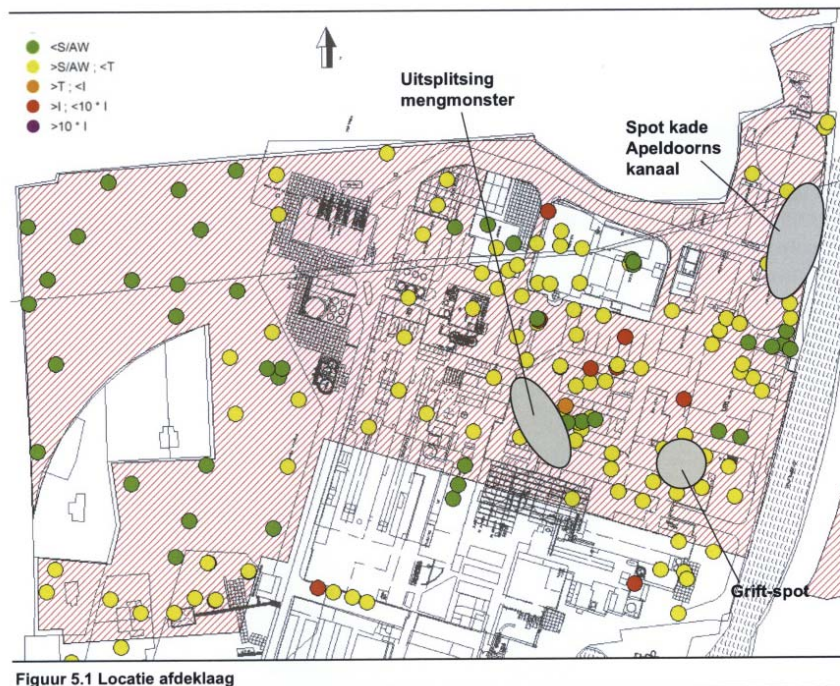 <S/AW
>S/AW ; <T
>T ; <I
>I ; <10 * I
>10 * I
Uitsplitsing
mengmonster
Spot kade
Apeldoorns
kanaal
Grift-spot
Figuur 5.1 Locatie afdeklaag